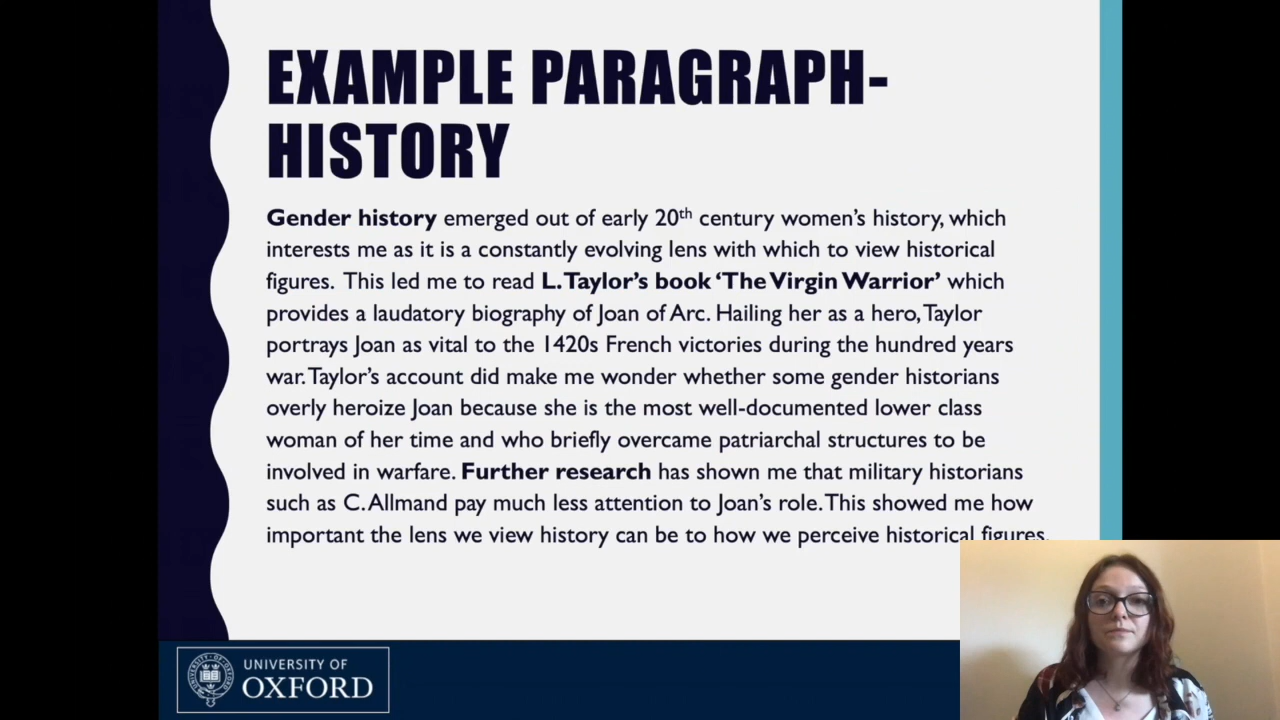 EXAMPLE PARAGRAPH-
HISTORY
Gender history emerged out of early 20th century women's history, which
interests me as it is a constantly evolving lens with which to view historical
figures. This led me to read L. Taylor's book 'The Virgin Warrior' which
provides a laudatory biography of Joan of Arc. Hailing her as a hero, Taylor
portrays Joan as vital to the 1420s French victories during the hundred years
war. Taylor's account did make me wonder whether some gender historians
overly heroize Joan because she is the most well-documented lower class
woman of her time and who briefly overcame patriarchal structures to be
involved in warfare. Further research has shown me that military historians
such as C. Allmand pay much less attention to Joan's role. This showed me how
important the lens we view history can be to how we perceive historical figures.
UNIVERSITY OF
OXFORD